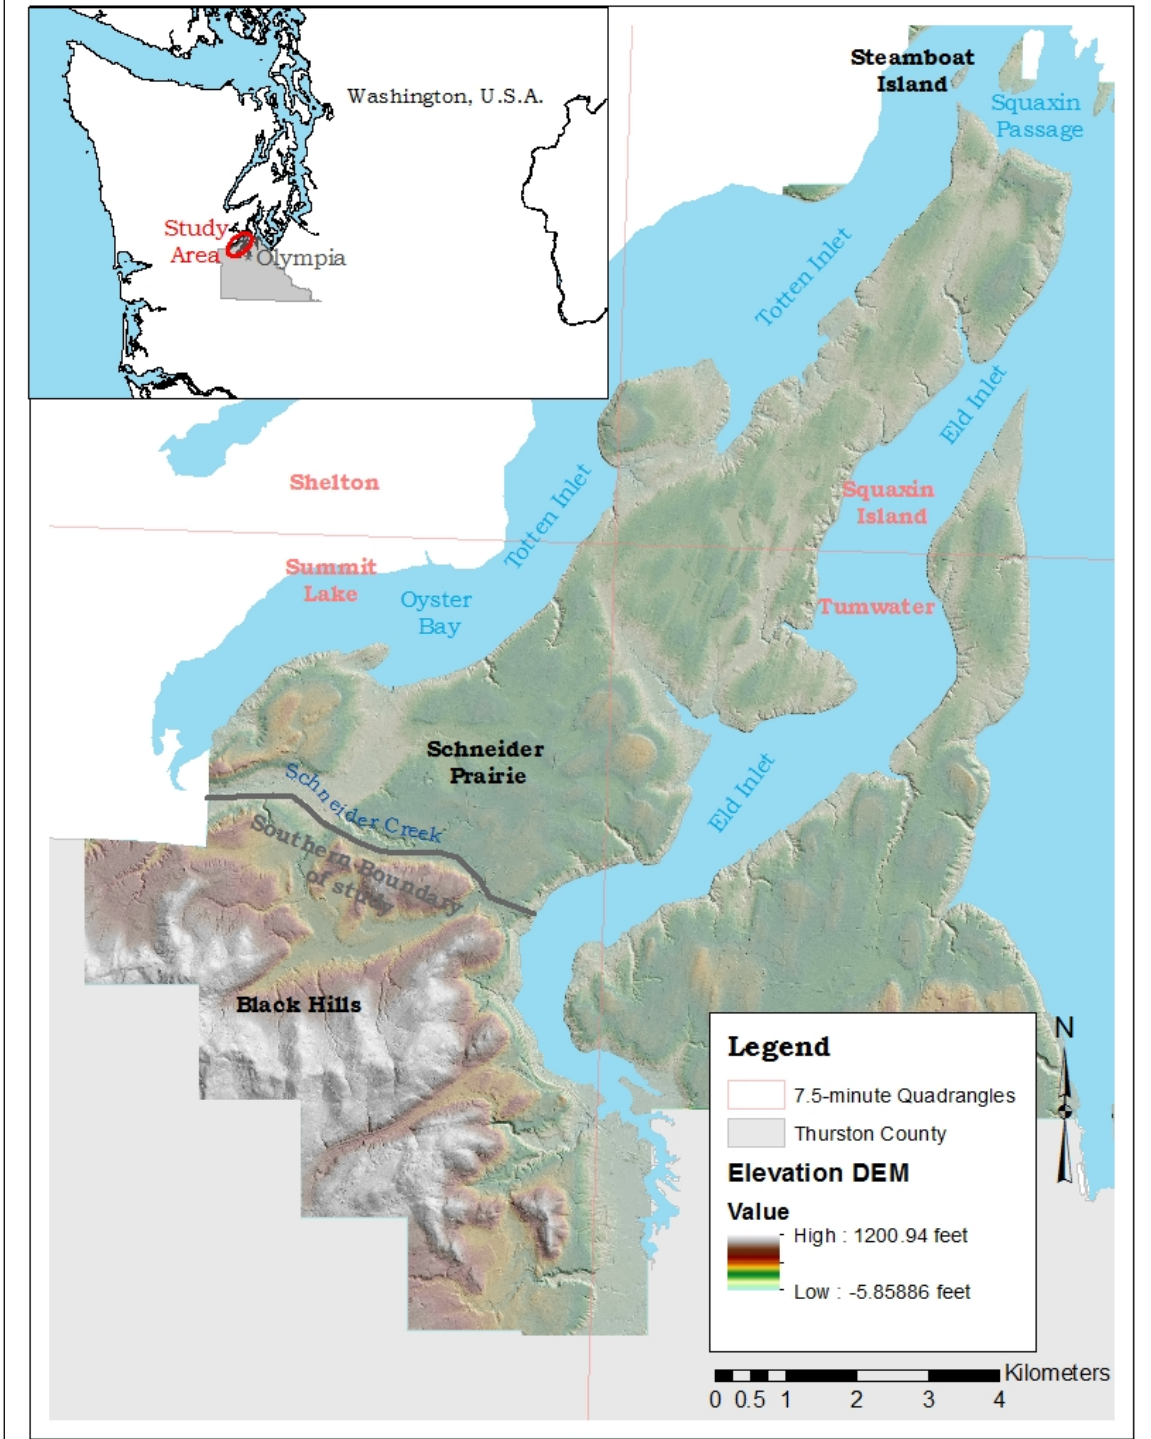 Washington, U.S.A.
Study
Area
Olympia
Steamboat
Island
Squaxin
Passage
Totten Inlet
Eld Inlet
Shelton
Squaxin
Island
Totten Inlet
Summit
Lake
Oyster
Bay
Tumwater
Schneider
Prairie
Eld Inlet
Schneider Creek
Southern Boundary
of study
Black Hills
N
Legend
7.5-minute Quadrangles
Thurston County
Elevation DEM
Value
High : 1200.94 feet
Low : -5.85886 feet
Kilometers
0 0.5 1 2 3 4